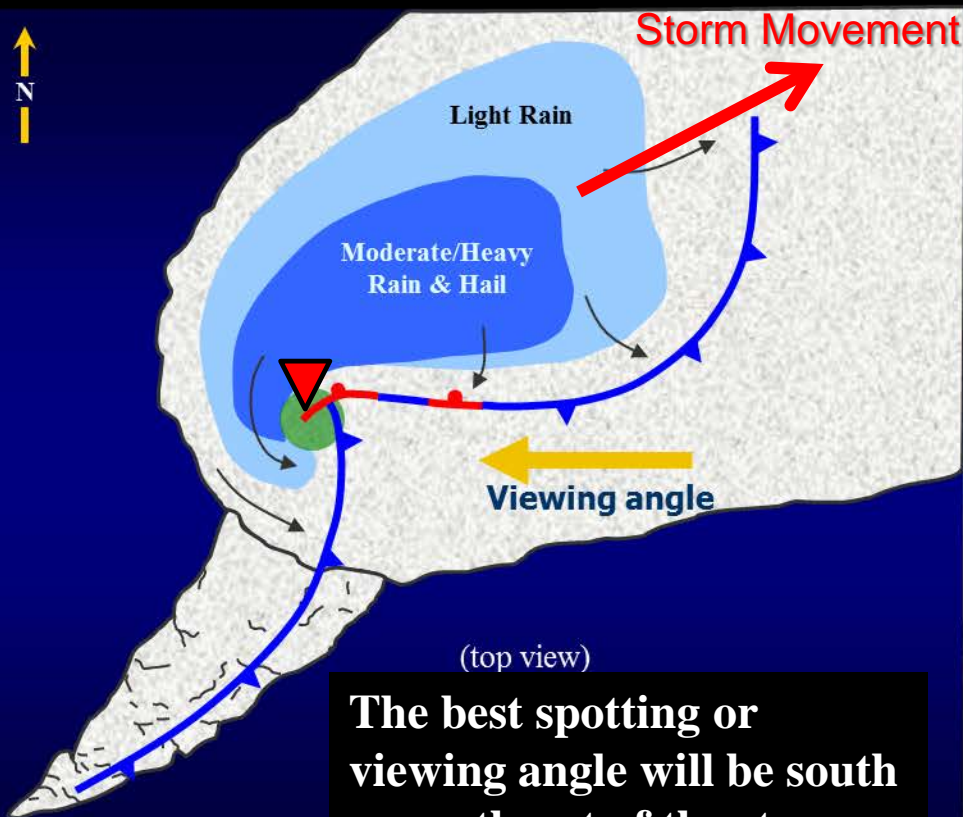 Storm Movement
N
Light Rain
Moderate/Heavy
Rain & Hail
Viewing angle
(top view)
The best spotting or
viewing angle will be south